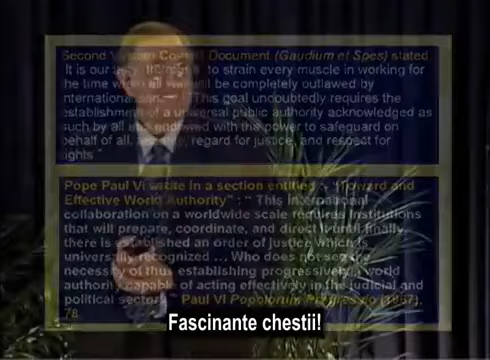 Second Council Document (Gaudium et Spes) stated
It is our to strain every muscle in working for
the time all will be completely outlawed by
international This goal undoubtedly requires the
establishment of a universal public authority acknowledged as
such by all and endowed with the power to safeguard on
behalf of all, regard for justice, and respect for
rights "
Pope Paul VI wrote in a section entitled "Toward and
Effective World Authority" : " This international
collaboration on a worldwide scale requires institutions
that will prepare, coordinate, and direct it until finally
there is established an order of justice which is
universally recognized ... Who does not see the
necessity of thus establishing progressively a world
authority capable of acting effectively in the judicial and
political sector Paul VI Populorum Progressio (1967),
78
Fascinante chestii!